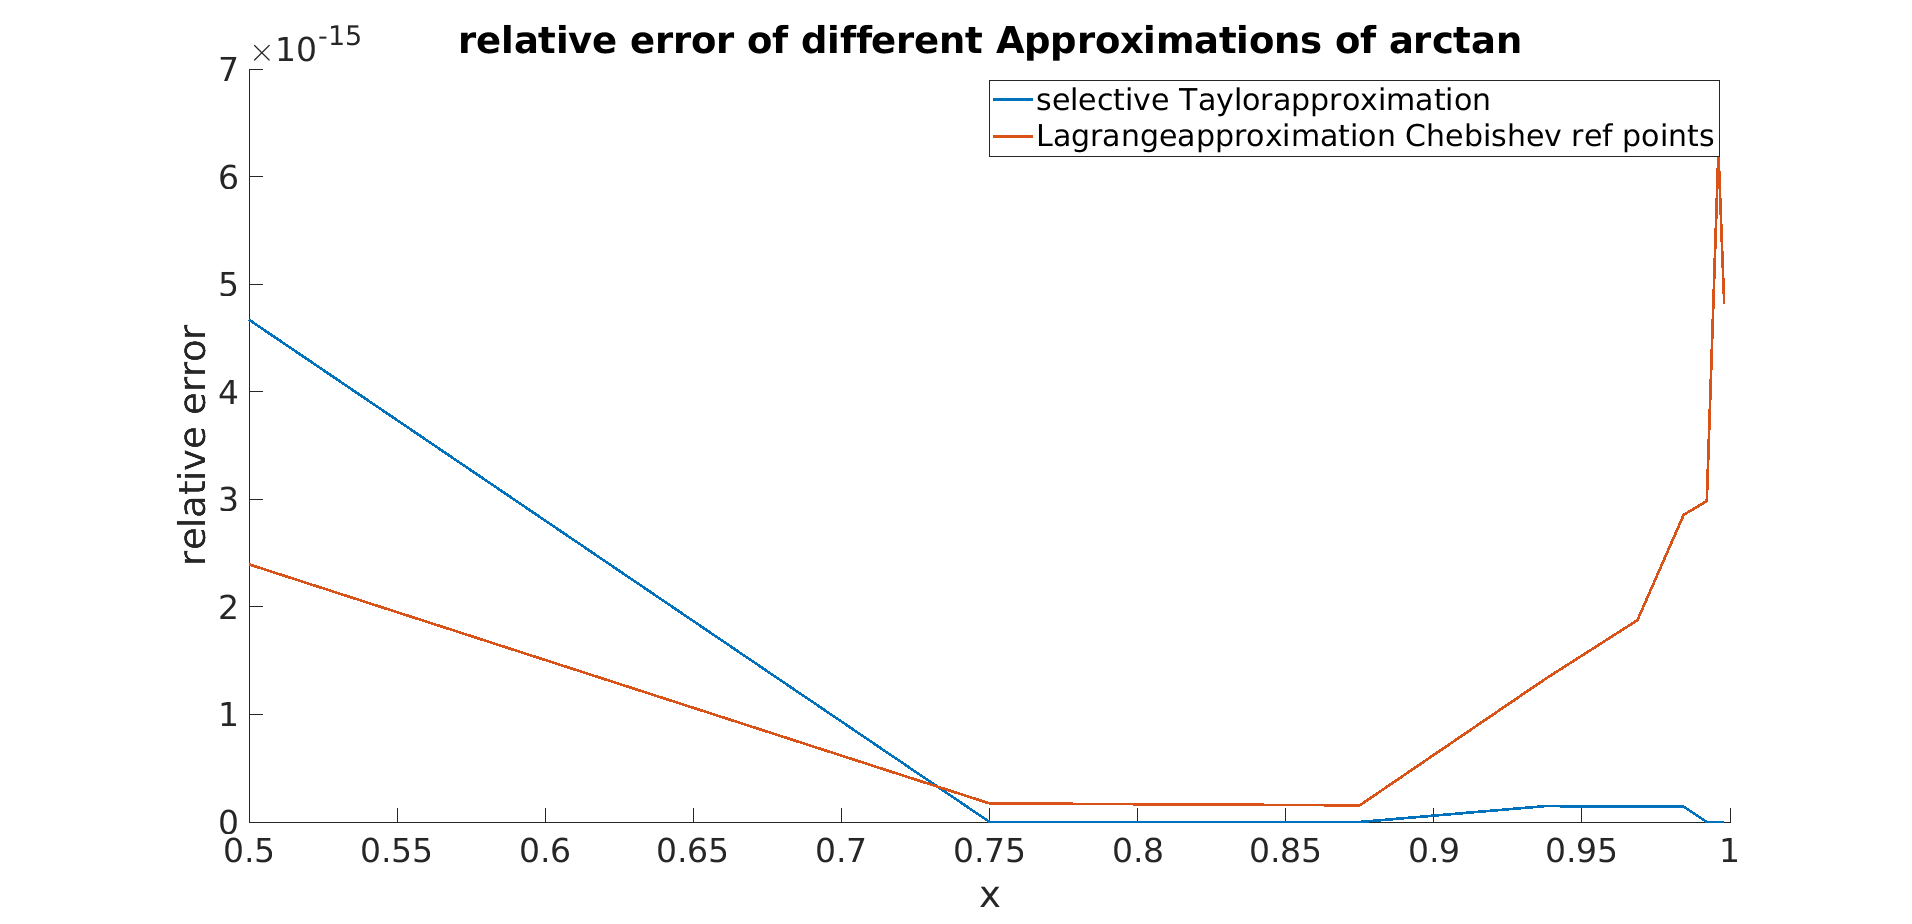 relative error of different Approximations of arctan
×10^-15
selective Taylorapproximation
Lagrangeapproximation Chebishev ref points
relative error
7
6
5
4
3
2
1
0
0.5 0.55 0.6 0.65 0.7 0.75 0.8 0.85 0.9 0.95 1
x